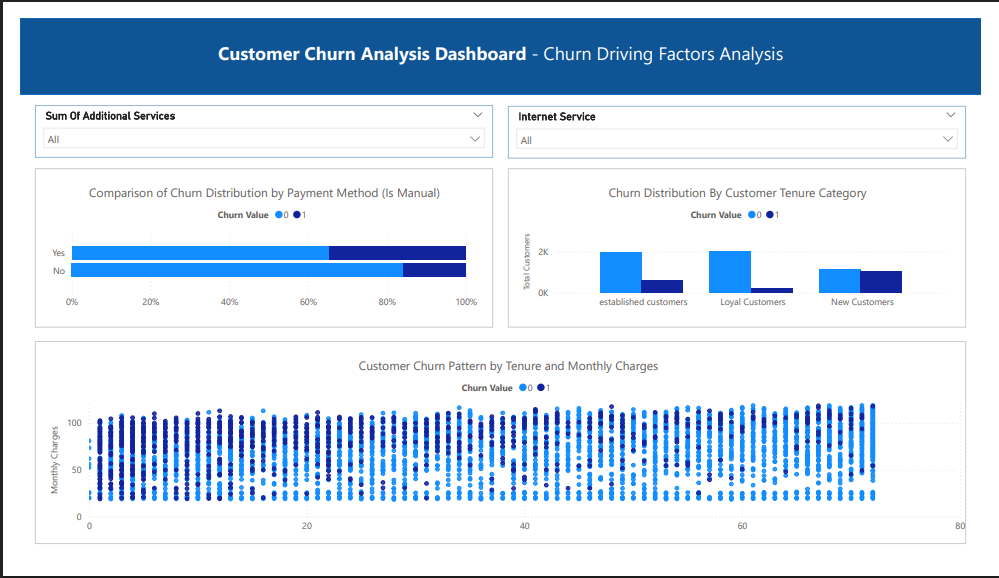 Customer Churn Analysis Dashboard - Churn Driving Factors Analysis
Sum Of Additional Services
All
Internet Service
All
Comparison of Churn Distribution by Payment Method (Is Manual)
Churn Value 0 1
Yes
No
0% 20% 40% 60% 80% 100%
Churn Distribution By Customer Tenure Category
Churn Value 0 1
Total Customers
2K
0K
established customers Loyal Customers New Customers
Customer Churn Pattern by Tenure and Monthly Charges
Churn Value 0 1
Monthly Charges
100
50
0
0 20 40 60 80